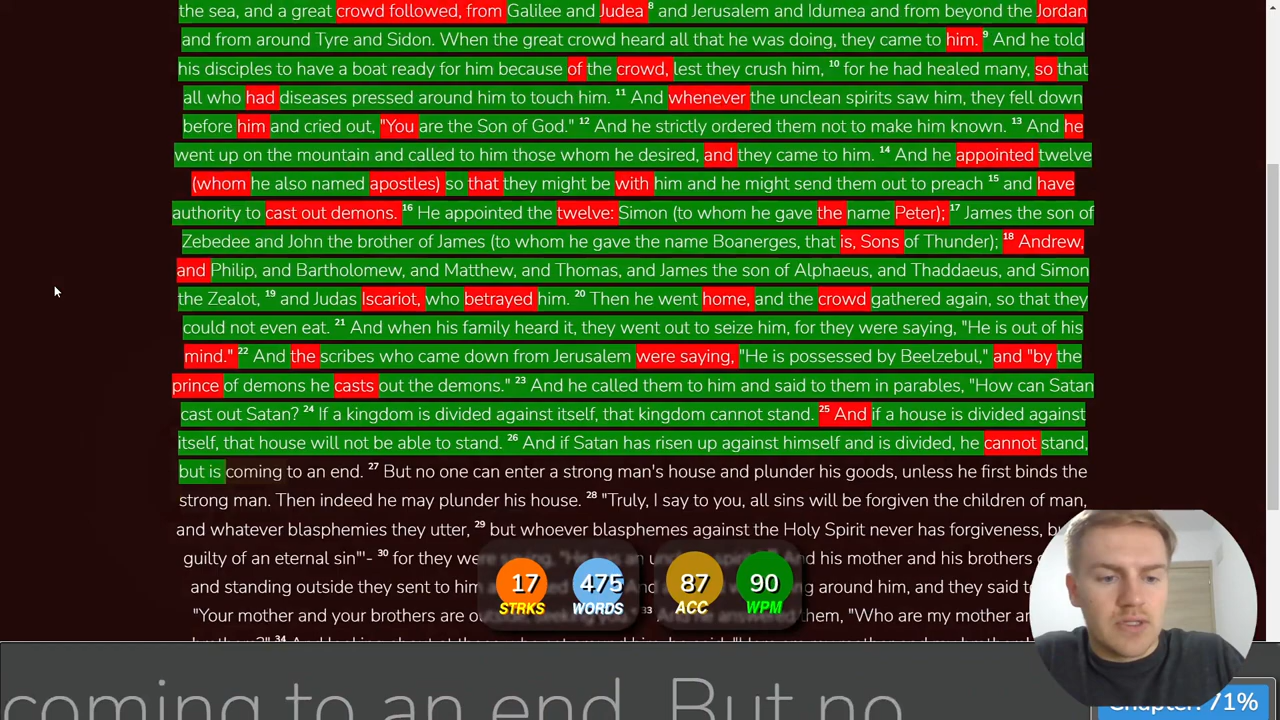 the sea, and a great crowd followed, from Galilee and Judea 8 and Jerusalem and Idumea and from beyond the Jordan
and from around Tyre and Sidon. When the great crowd heard all that he was doing, they came to him. 9 And he told
his disciples to have a boat ready for him because of the crowd, lest they crush him, 10 for he had healed many, so that
all who had diseases pressed around him to touch him. 11 And whenever the unclean spirits saw him, they fell down
before him and cried out, "You are the Son of God." 12 And he strictly ordered them not to make him known. 13 And he
went up on the mountain and called to him those whom he desired, and they came to him. 14 And he appointed twelve
(whom he also named apostles) so that they might be with him and he might send them out to preach 15 and have
authority to cast out demons. 16 He appointed the twelve: Simon (to whom he gave the name Peter); 17 James the son of
Zebedee and John the brother of James (to whom he gave the name Boanerges, that is, Sons of Thunder); 18 Andrew,
and Philip, and Bartholomew, and Matthew, and Thomas, and James the son of Alphaeus, and Thaddaeus, and Simon
the Zealot, 19 and Judas Iscariot, who betrayed him. 20 Then he went home, and the crowd gathered again, so that they
could not even eat. 21 And when his family heard it, they went out to seize him, for they were saying, "He is out of his
mind." 22 And the scribes who came down from Jerusalem were saying, "He is possessed by Beelzebul," and "by the
prince of demons he casts out the demons." 23 And he called them to him and said to them in parables, "How can Satan
cast out Satan? 24 If a kingdom is divided against itself, that kingdom cannot stand. 25 And if a house is divided against
itself, that house will not be able to stand. 26 And if Satan has risen up against himself and is divided, he cannot stand,
but is coming to an end. 27 But no one can enter a strong man's house and plunder his goods, unless he first binds the
strong man. Then indeed he may plunder his house. 28 "Truly, I say to you, all sins will be forgiven the children of man,
and whatever blasphemies they utter, 29 but whoever blasphemes against the Holy Spirit never has forgiveness,
guilty of an eternal sin"'- 30 for they And his mother and his brothers
and standing outside they sent to him around him, and they said to
"Your mother and your brothers are 33 them, "Who are my mother
17 475 87 90
STRKS WORDS ACC WPM
coming to an end. But no
Chapter: 71%